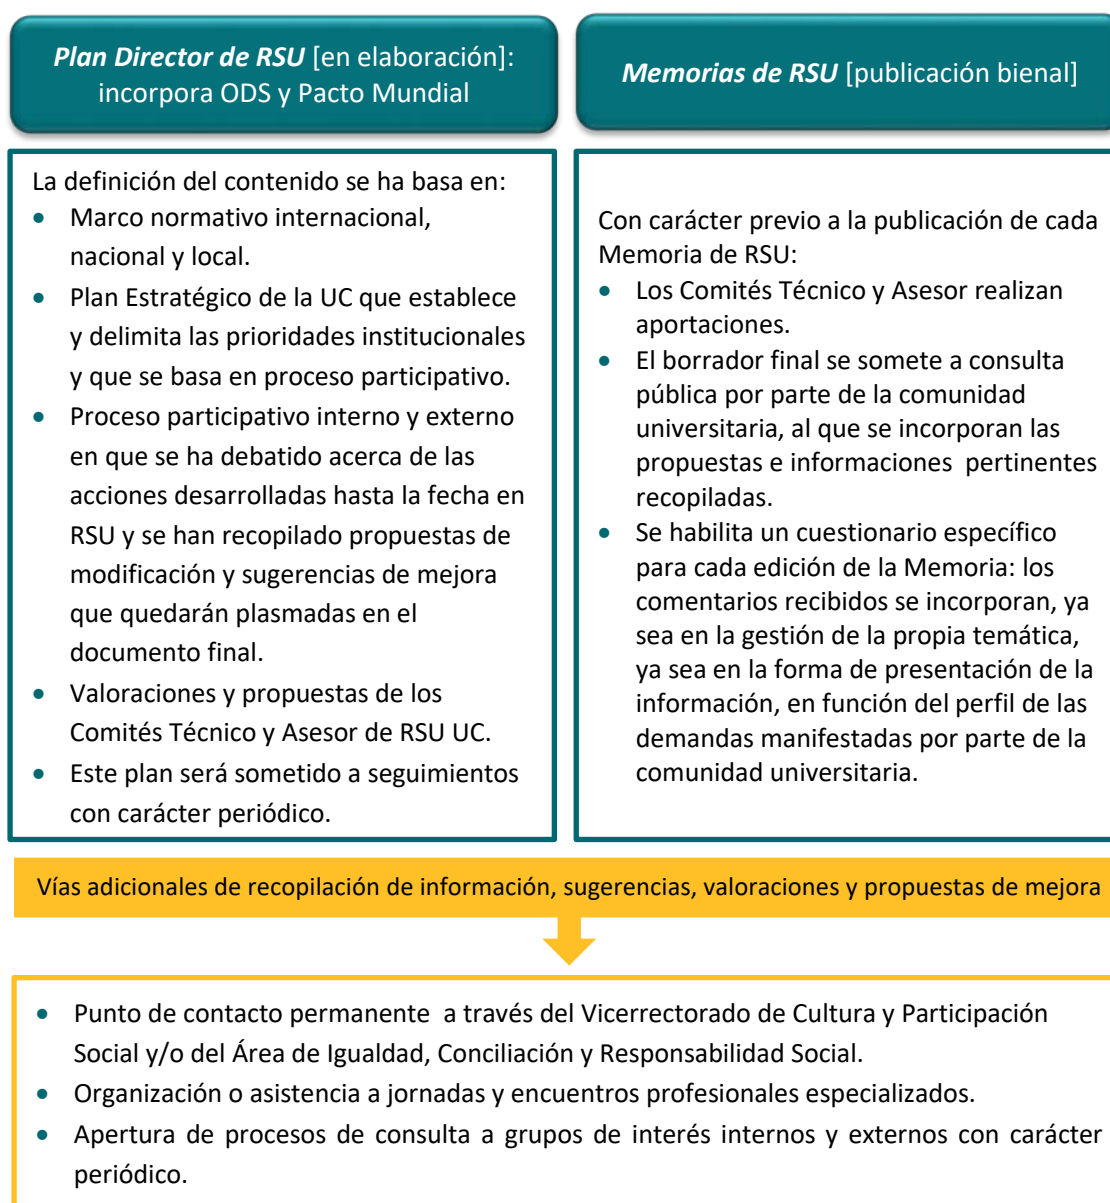 Plan Director de RSU [en elaboración]:
incorpora ODS y Pacto Mundial
Memorias de RSU [publicación bienal]
La definición del contenido se ha basa en:
• Marco normativo internacional,
nacional y local.
• Plan Estratégico de la UC que establece
y delimita las prioridades institucionales
y que se basa en proceso participativo.
• Proceso participativo interno y externo
en que se ha debatido acerca de las
acciones desarrolladas hasta la fecha en
RSU y se han recopilado propuestas de
modificación y sugerencias de mejora
que quedarán plasmadas en el
documento final.
• Valoraciones y propuestas de los
Comités Técnico y Asesor de RSU UC.
• Este plan será sometido a seguimientos
con carácter periódico.
Con carácter previo a la publicación de cada
Memoria de RSU:
• Los Comités Técnico y Asesor realizan
aportaciones.
• El borrador final se somete a consulta
pública por parte de la comunidad
universitaria, al que se incorporan las
propuestas e informaciones pertinentes
recopiladas.
• Se habilita un cuestionario específico
para cada edición de la Memoria: los
comentarios recibidos se incorporan, ya
sea en la gestión de la propia temática,
ya sea en la forma de presentación de la
información, en función del perfil de las
demandas manifestadas por parte de la
comunidad universitaria.
Vías adicionales de recopilación de información, sugerencias, valoraciones y propuestas de mejora
• Punto de contacto permanente a través del Vicerrectorado de Cultura y Participación
Social y/o del Área de Igualdad, Conciliación y Responsabilidad Social.
• Organización o asistencia a jornadas y encuentros profesionales especializados.
• Apertura de procesos de consulta a grupos de interés internos y externos con carácter
periódico.